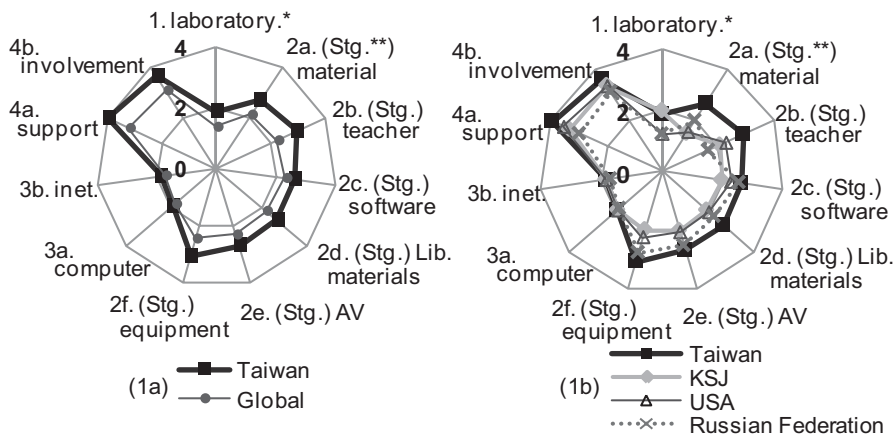 1. laboratory.*
4
2a. (Stg.**)
material
2b. (Stg.)
teacher
2c. (Stg.)
software
2d. (Stg.) Lib.
materials
2e. (Stg.) AV
2f. (Stg.)
equipment
3a.
computer
3b. inet.
4a.
support
4b.
involvement
2
0
(1a)
Taiwan
Global
1. laboratory.*
4
2a. (Stg.**)
material
2b. (Stg.)
teacher
2c. (Stg.)
software
2d. (Stg.) Lib.
materials
2e. (Stg.) AV
2f. (Stg.)
equipment
3a.
computer
3b. inet.
4a.
support
4b.
involvement
2
0
(1b)
Taiwan
KSJ
USA
Russian Federation